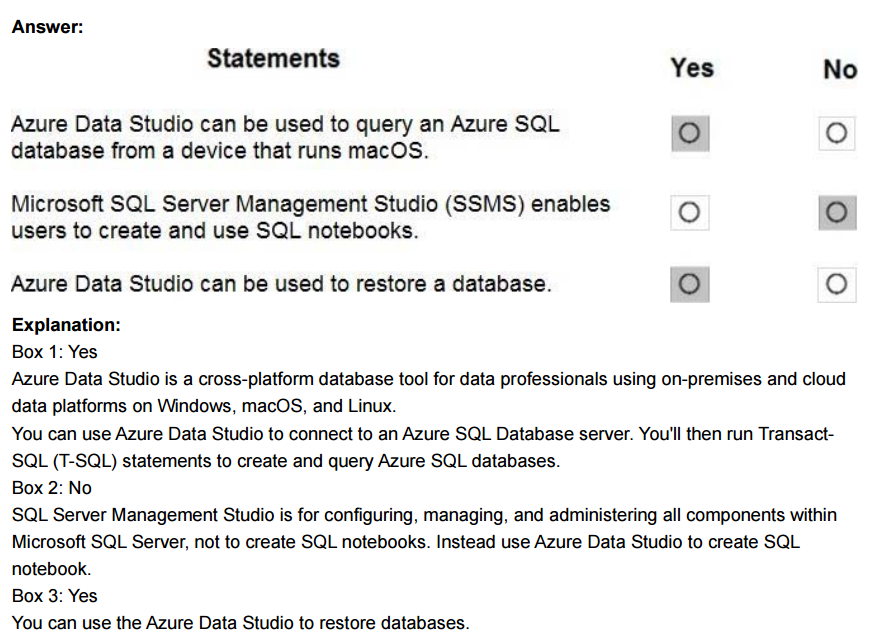 Answer:
Statements Yes No
Azure Data Studio can be used to query an Azure SQL
database from a device that runs macOS.
Microsoft SQL Server Management Studio (SSMS) enables
users to create and use SQL notebooks.
Azure Data Studio can be used to restore a database.
Explanation:
Box 1: Yes
Azure Data Studio is a cross-platform database tool for data professionals using on-premises and cloud
data platforms on Windows, macOS, and Linux.
You can use Azure Data Studio to connect to an Azure SQL Database server. You'll then run Transact-
SQL (T-SQL) statements to create and query Azure SQL databases.
Box 2: No
SQL Server Management Studio is for configuring, managing, and administering all components within
Microsoft SQL Server, not to create SQL notebooks. Instead use Azure Data Studio to create SQL
notebook.
Box 3: Yes
You can use the Azure Data Studio to restore databases.